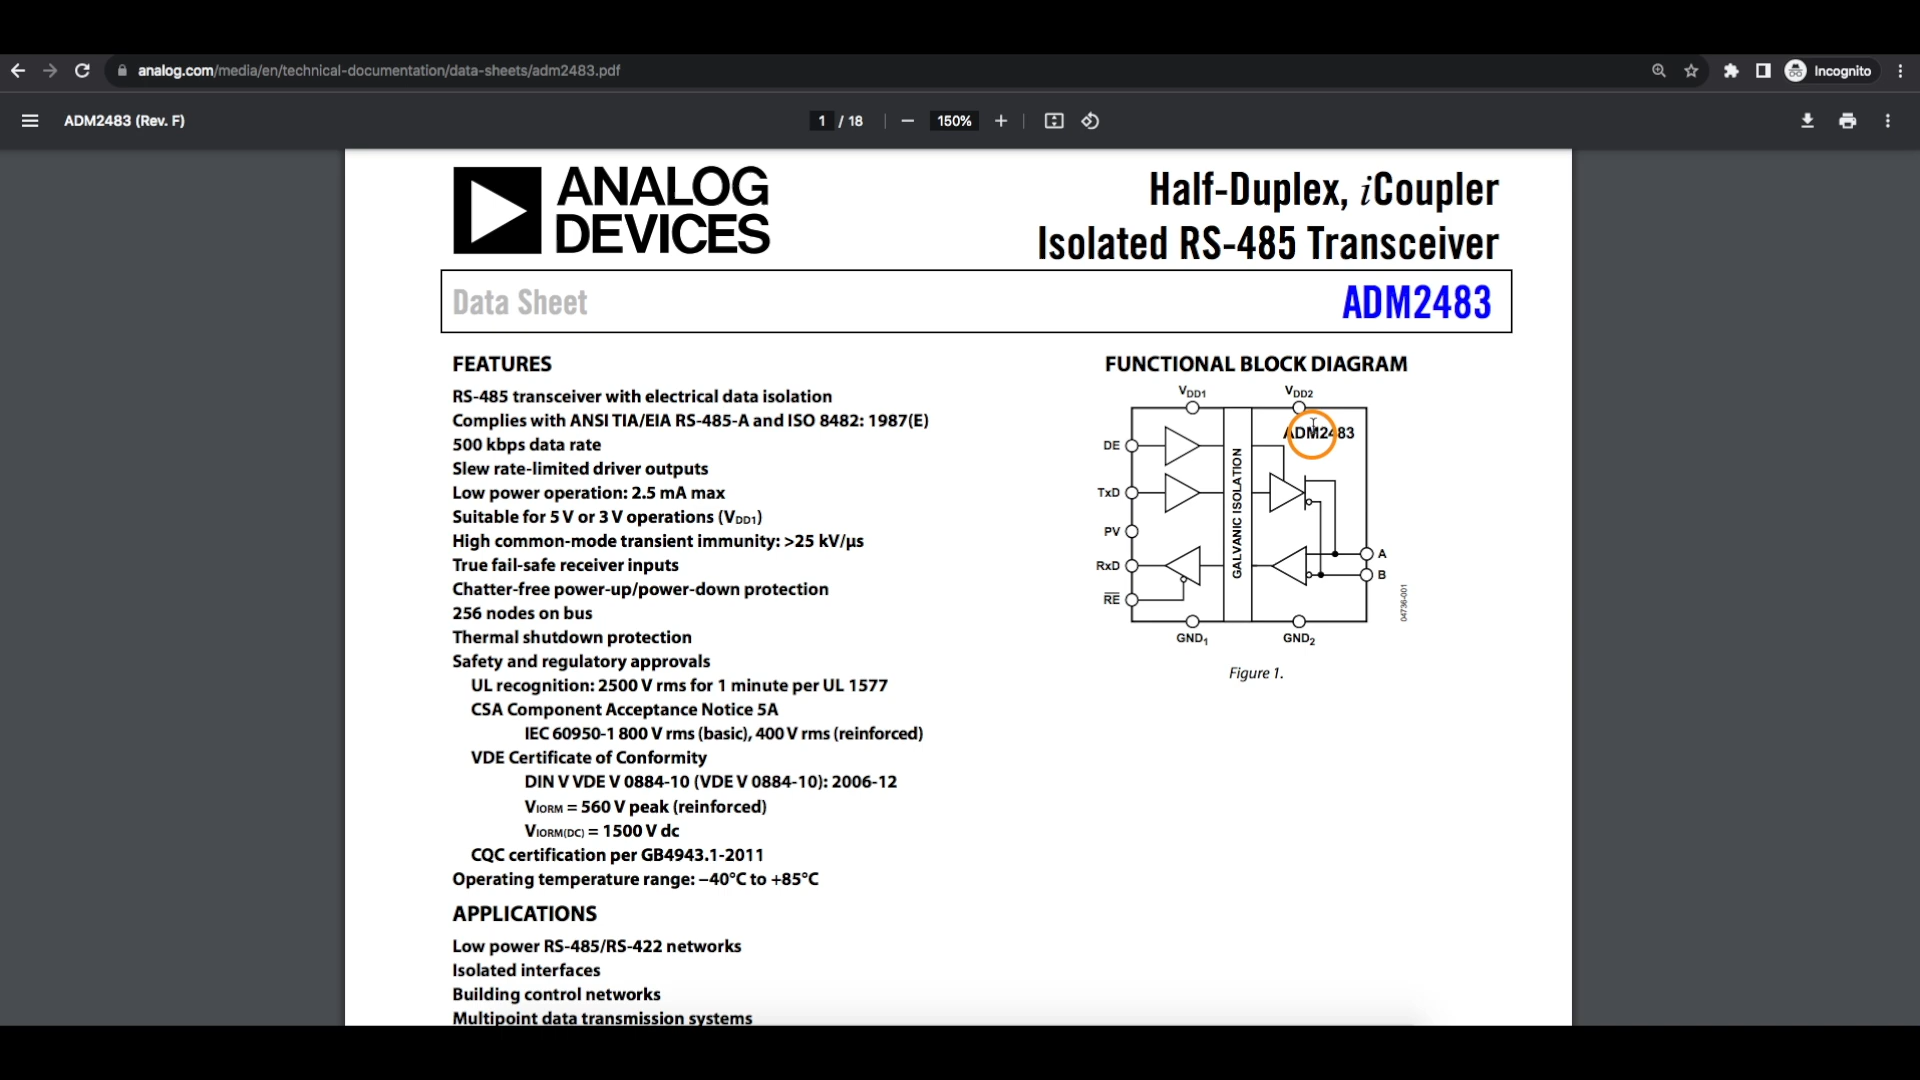 analog.com/media/en/technical-documentation/data-sheets/adm2483.pdf
Incognito
ADM2483 (Rev. F)
1 / 18
150%
ANALOG
DEVICES
Half-Duplex, iCoupler
Isolated RS-485 Transceiver
Data Sheet
ADM2483
FEATURES
RS-485 transceiver with electrical data isolation
Complies with ANSI TIA/EIA RS-485-A and ISO 8482: 1987(E)
500 kbps data rate
Slew rate-limited driver outputs
Low power operation: 2.5 mA max
Suitable for 5 V or 3 V operations (VDD1)
High common-mode transient immunity: >25 kV/μs
True fail-safe receiver inputs
Chatter-free power-up/power-down protection
256 nodes on bus
Thermal shutdown protection
Safety and regulatory approvals
UL recognition: 2500 V rms for 1 minute per UL 1577
CSA Component Acceptance Notice 5A
IEC 60950-1 800 V rms (basic), 400 V rms (reinforced)
VDE Certificate of Conformity
DIN V VDE V 0884-10 (VDE V 0884-10): 2006-12
VIORM = 560 V peak (reinforced)
VIORM(DC) = 1500 V dc
CQC certification per GB4943.1-2011
Operating temperature range: −40°C to +85°C
APPLICATIONS
Low power RS-485/RS-422 networks
Isolated interfaces
Building control networks
Multipoint data transmission systems
FUNCTIONAL BLOCK DIAGRAM
VDD1
VDD2
ADM2483
DE
TxD
PV
RxD
RE
GALVANIC ISOLATION
A
B
GND1
GND2
04736-001
Figure 1.